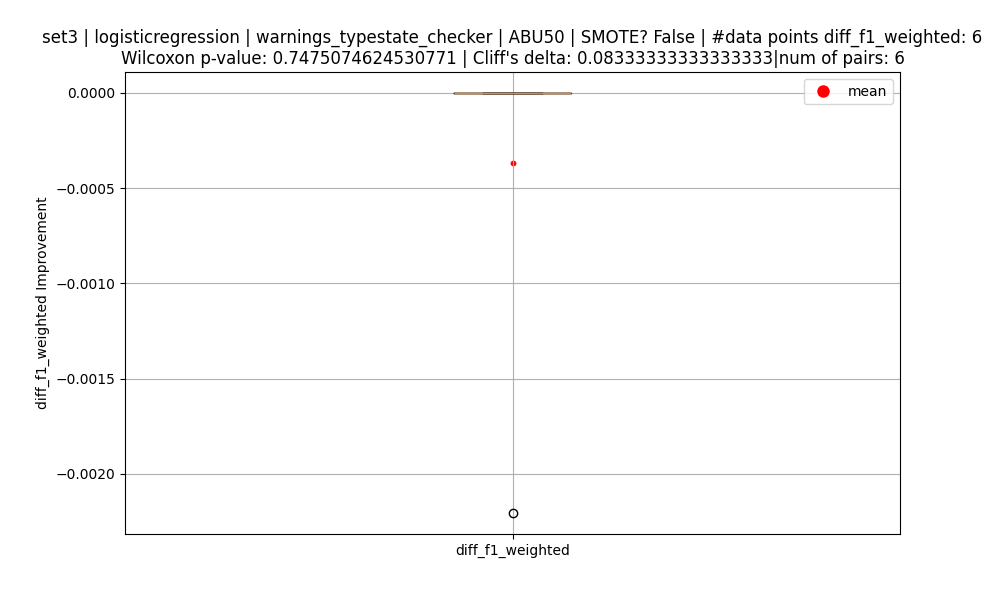 set3 | logisticregression | warnings_typestate_checker | ABU50 | SMOTE? False | #data points diff_f1_weighted: 6
Wilcoxon p-value: 0.7475074624530771 | Cliff's delta: 0.08333333333333333|num of pairs: 6
mean
0.0000
−0.0005
−0.0010
−0.0015
−0.0020
diff_f1_weighted Improvement
diff_f1_weighted